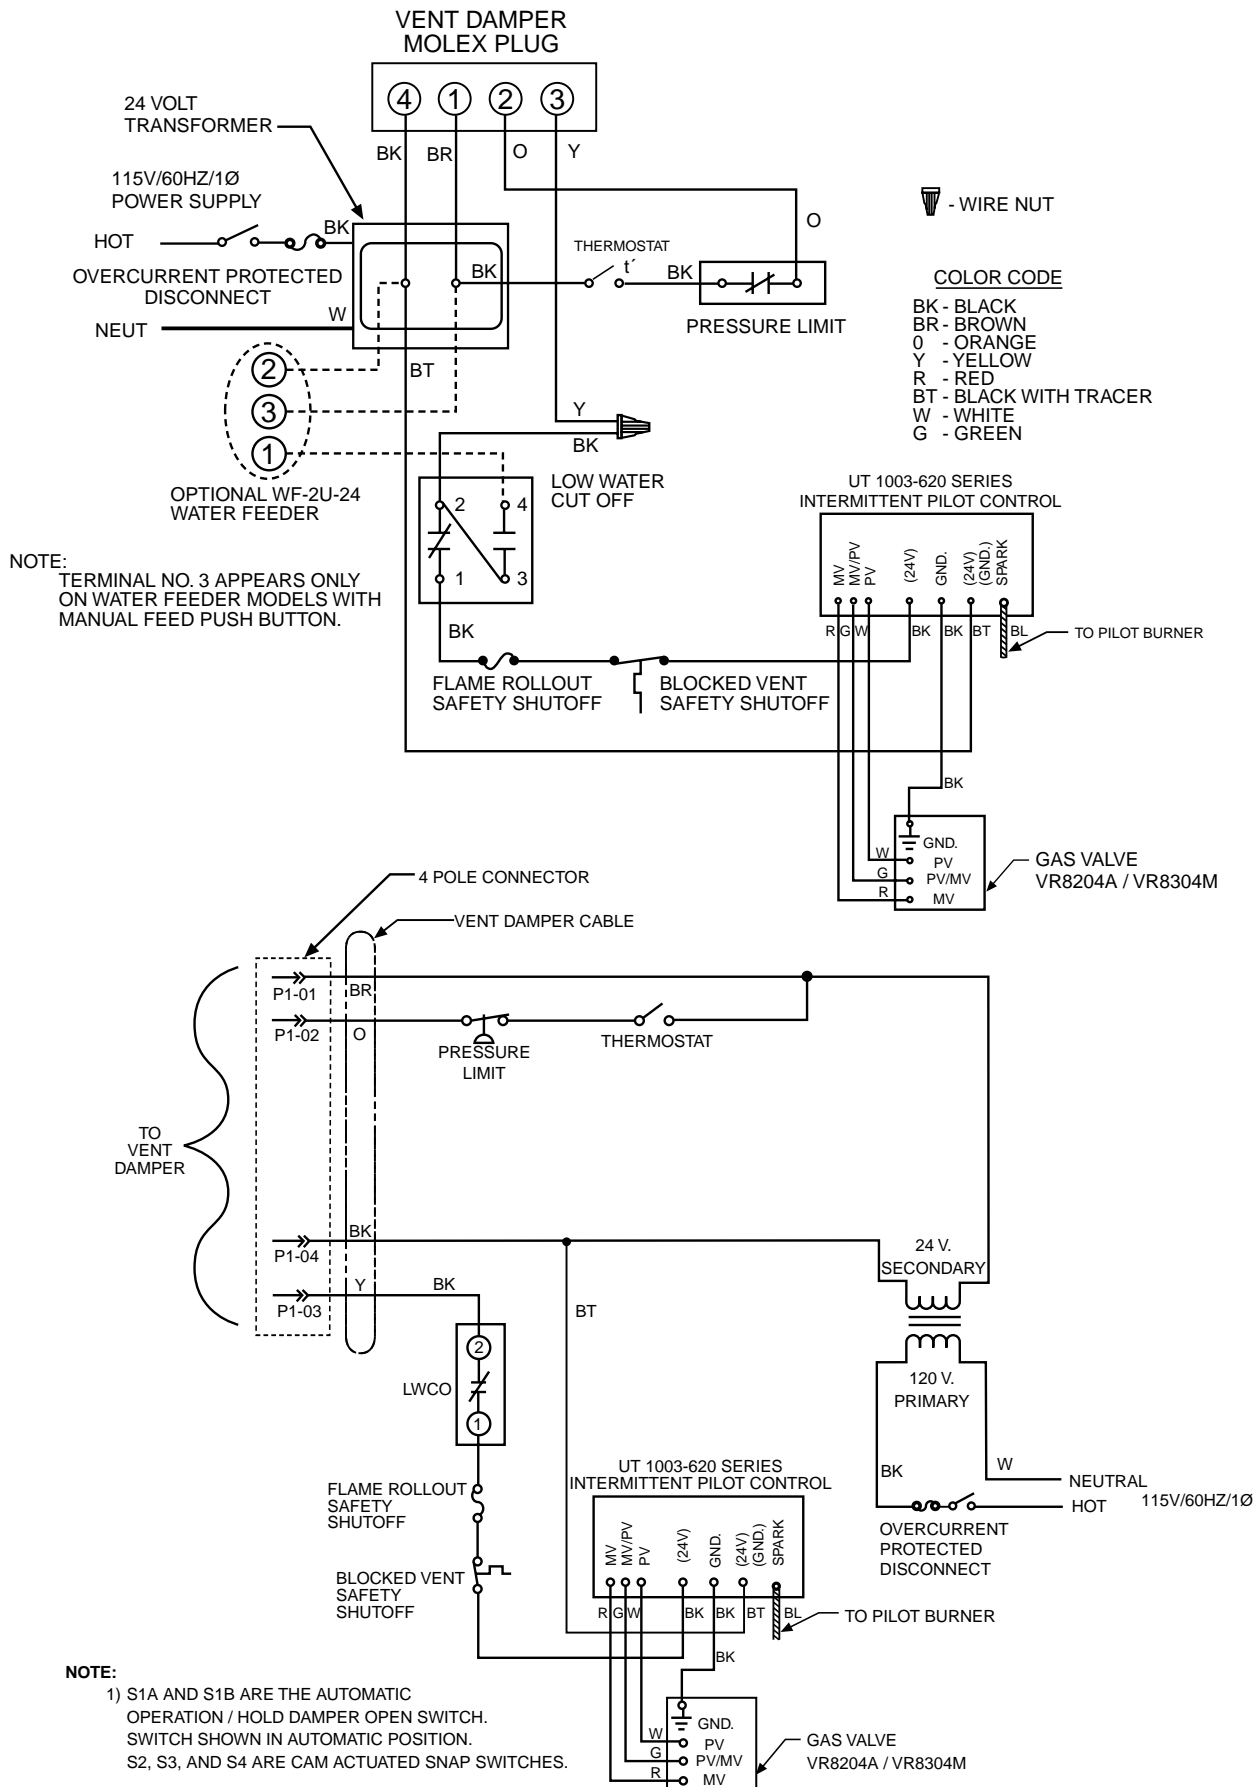 VENT DAMPER
MOLEX PLUG
4 1 2 3
24 VOLT
TRANSFORMER
BK BR O Y
115V/60HZ/1Ø
POWER SUPPLY
HOT
BK
OVERCURRENT PROTECTED
DISCONNECT
NEUT
W
BK
THERMOSTAT
t´
BK
O
PRESSURE LIMIT
- WIRE NUT
COLOR CODE
BK - BLACK
BR - BROWN
0 - ORANGE
Y - YELLOW
R - RED
BT - BLACK WITH TRACER
W - WHITE
G - GREEN
2
3
1
BT
Y
BK
OPTIONAL WF-2U-24
WATER FEEDER
LOW WATER
CUT OFF
2 4
1 3
NOTE:
TERMINAL NO. 3 APPEARS ONLY
ON WATER FEEDER MODELS WITH
MANUAL FEED PUSH BUTTON.
BK
FLAME ROLLOUT
SAFETY SHUTOFF
BLOCKED VENT
SAFETY SHUTOFF
UT 1003-620 SERIES
INTERMITTENT PILOT CONTROL
MV
MV/PV
PV
(24V)
GND.
(24V)
(GND.)
SPARK
R G W BK BK BT BL
TO PILOT BURNER
BK
GND.
W PV
G PV/MV
R MV
GAS VALVE
VR8204A / VR8304M
4 POLE CONNECTOR
VENT DAMPER CABLE
P1-01
BR
P1-02
O
PRESSURE
LIMIT
THERMOSTAT
TO
VENT
DAMPER
P1-04
BK
P1-03
Y
BK
BT
24 V.
SECONDARY
120 V.
PRIMARY
BK
W
NEUTRAL
HOT
115V/60HZ/1Ø
OVERCURRENT
PROTECTED
DISCONNECT
2
LWCO
1
FLAME ROLLOUT
SAFETY
SHUTOFF
BLOCKED VENT
SAFETY
SHUTOFF
UT 1003-620 SERIES
INTERMITTENT PILOT CONTROL
MV
MV/PV
PV
(24V)
GND.
(24V)
(GND.)
SPARK
R G W BK BK BT BL
TO PILOT BURNER
BK
GND.
W PV
G PV/MV
R MV
GAS VALVE
VR8204A / VR8304M
NOTE:
1) S1A AND S1B ARE THE AUTOMATIC
OPERATION / HOLD DAMPER OPEN SWITCH.
SWITCH SHOWN IN AUTOMATIC POSITION.
S2, S3, AND S4 ARE CAM ACTUATED SNAP SWITCHES.